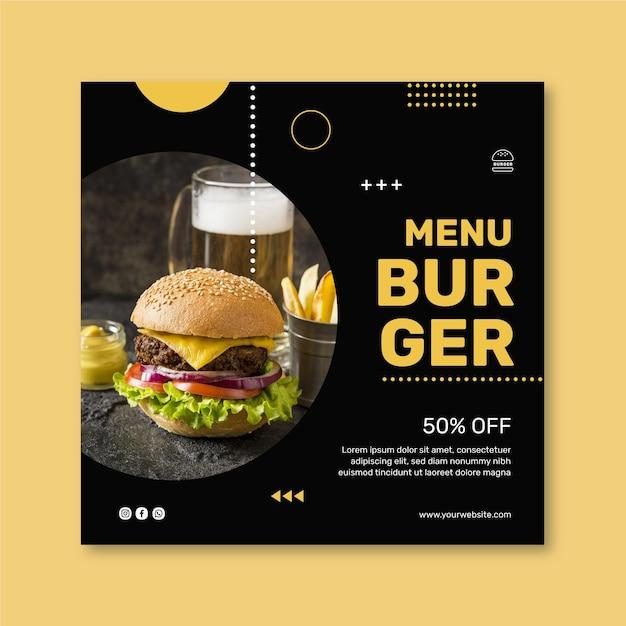 BURGER
MENU
BUR
GER
50% OFF
Lorem ipsum dolor sit amet, consectetuer
adipiscing elit, sed diam nonummy nibh
euismod tincidunt ut laoreet dolore magna
www.yourwebsite.com